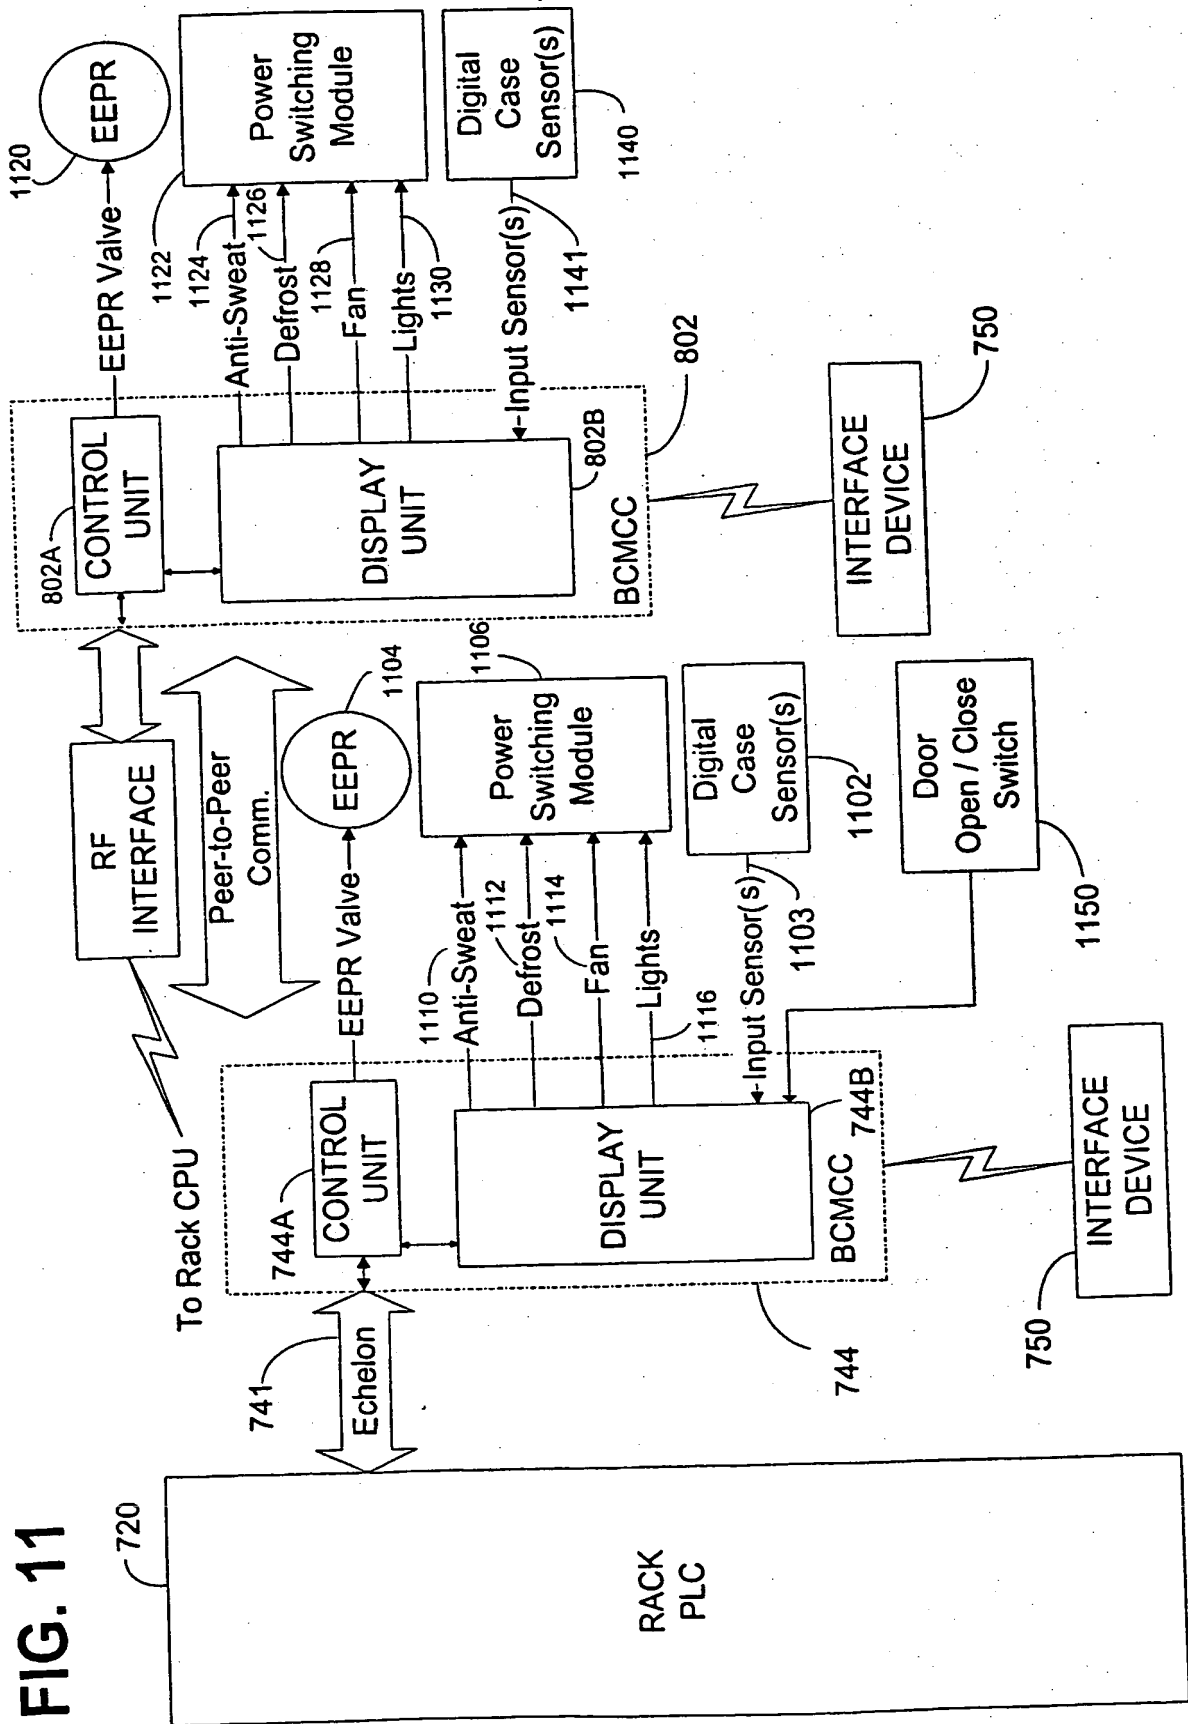 FIG. 11
720
RACK
PLC
741
Echelon
To Rack CPU
RF
INTERFACE
Peer-to-Peer
Comm.
744A
CONTROL
UNIT
EEPR Valve
EEPR
1104
DISPLAY
UNIT
744B
BCMCC
744
1110
Anti-Sweat
1112
Defrost
1114
Fan
Lights
1116
Power
Switching
Module
1106
Input Sensor(s)
1103
Digital
Case
Sensor(s)
1102
Door
Open / Close
Switch
1150
INTERFACE
DEVICE
750
802A
CONTROL
UNIT
EEPR Valve
EEPR
1120
DISPLAY
UNIT
802B
BCMCC
802
Anti-Sweat
1124
Defrost
1126
Fan
1128
Lights
1130
1122
Power
Switching
Module
Input Sensor(s)
1141
Digital
Case
Sensor(s)
1140
INTERFACE
DEVICE
750